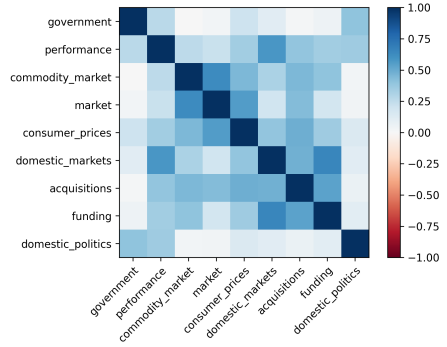 government
performance
commodity_market
market
consumer_prices
domestic_markets
acquisitions
funding
domestic_politics
government
performance
commodity_market
market
consumer_prices
domestic_markets
acquisitions
funding
domestic_politics
1.00
0.75
0.50
0.25
0.00
−0.25
−0.50
−0.75
−1.00